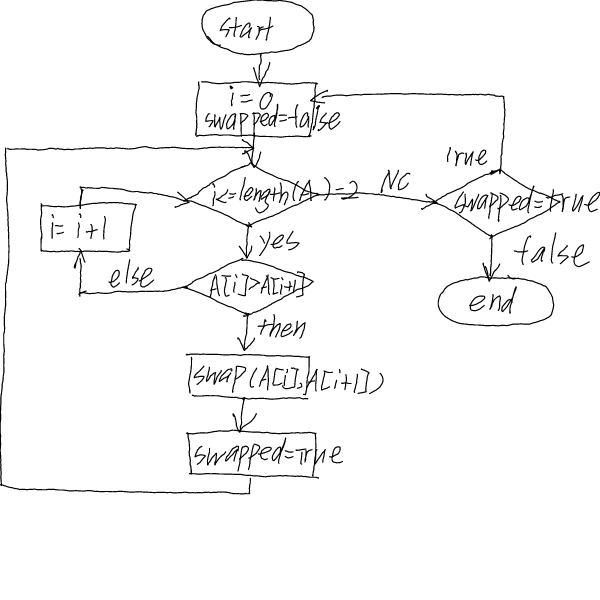 start
i=0
swapped=false
i<=length(A)-2
No
true
swapped=true
i=i+1
yes
false
else
A[i]>A[i+1]
end
then
swap(A[i],A[i+1])
swapped=true